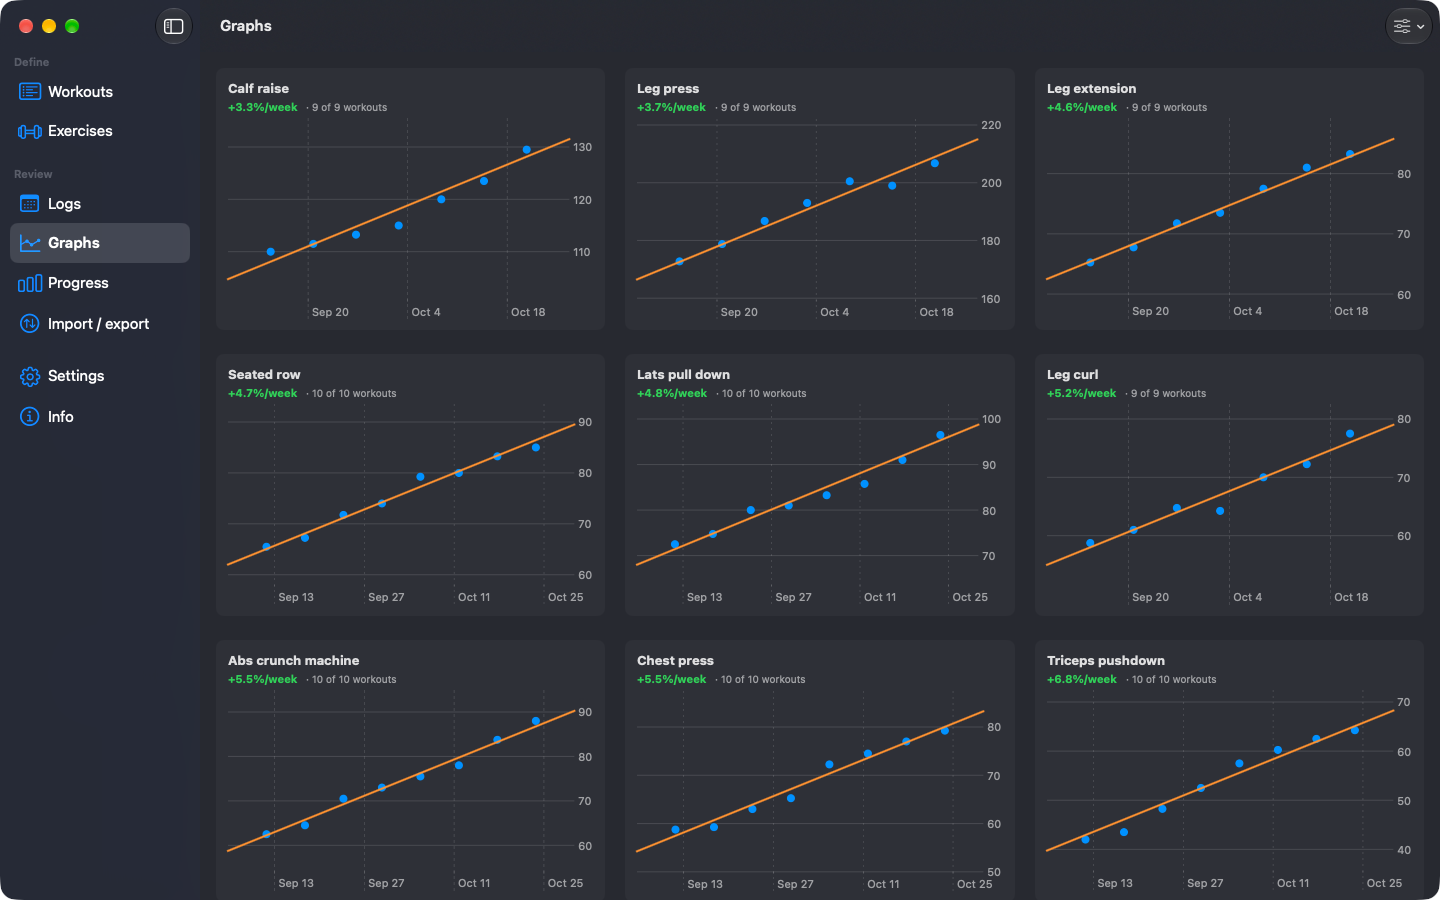 Graphs
Define
Workouts
Exercises
Review
Logs
Graphs
Progress
Import / export
Settings
Info
Calf raise
+3.3%/week · 9 of 9 workouts
130
120
110
Sep 20 Oct 4 Oct 18
Leg press
+3.7%/week · 9 of 9 workouts
220
200
180
160
Sep 20 Oct 4 Oct 18
Leg extension
+4.6%/week · 9 of 9 workouts
80
70
60
Sep 20 Oct 4 Oct 18
Seated row
+4.7%/week · 10 of 10 workouts
90
80
70
60
Sep 13 Sep 27 Oct 11 Oct 25
Lats pull down
+4.8%/week · 10 of 10 workouts
100
90
80
70
Sep 13 Sep 27 Oct 11 Oct 25
Leg curl
+5.2%/week · 9 of 9 workouts
80
70
60
Sep 20 Oct 4 Oct 18
Abs crunch machine
+5.5%/week · 10 of 10 workouts
90
80
70
60
Sep 13 Sep 27 Oct 11 Oct 25
Chest press
+5.5%/week · 10 of 10 workouts
80
70
60
50
Sep 13 Sep 27 Oct 11 Oct 25
Triceps pushdown
+6.8%/week · 10 of 10 workouts
70
60
50
40
Sep 13 Sep 27 Oct 11 Oct 25